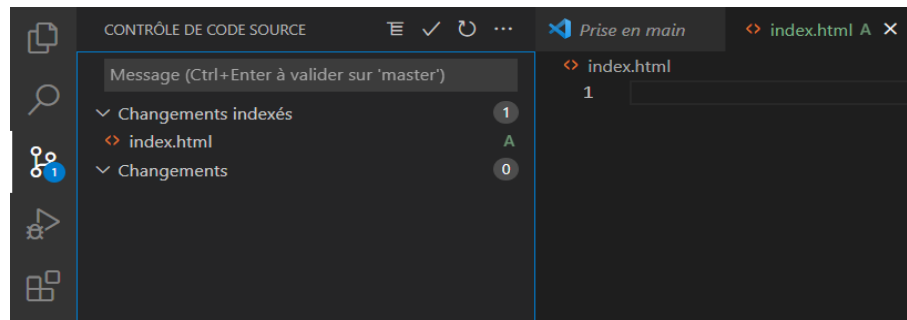 CONTRÔLE DE CODE SOURCE
Message (Ctrl+Enter à valider sur 'master')
Changements indexés 1
index.html A
Changements 0
1
Prise en main index.html A
index.html
1